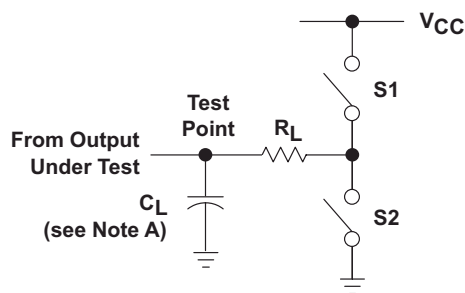 VCC
S1
Test
Point
RL
From Output
Under Test
CL
(see Note A)
S2